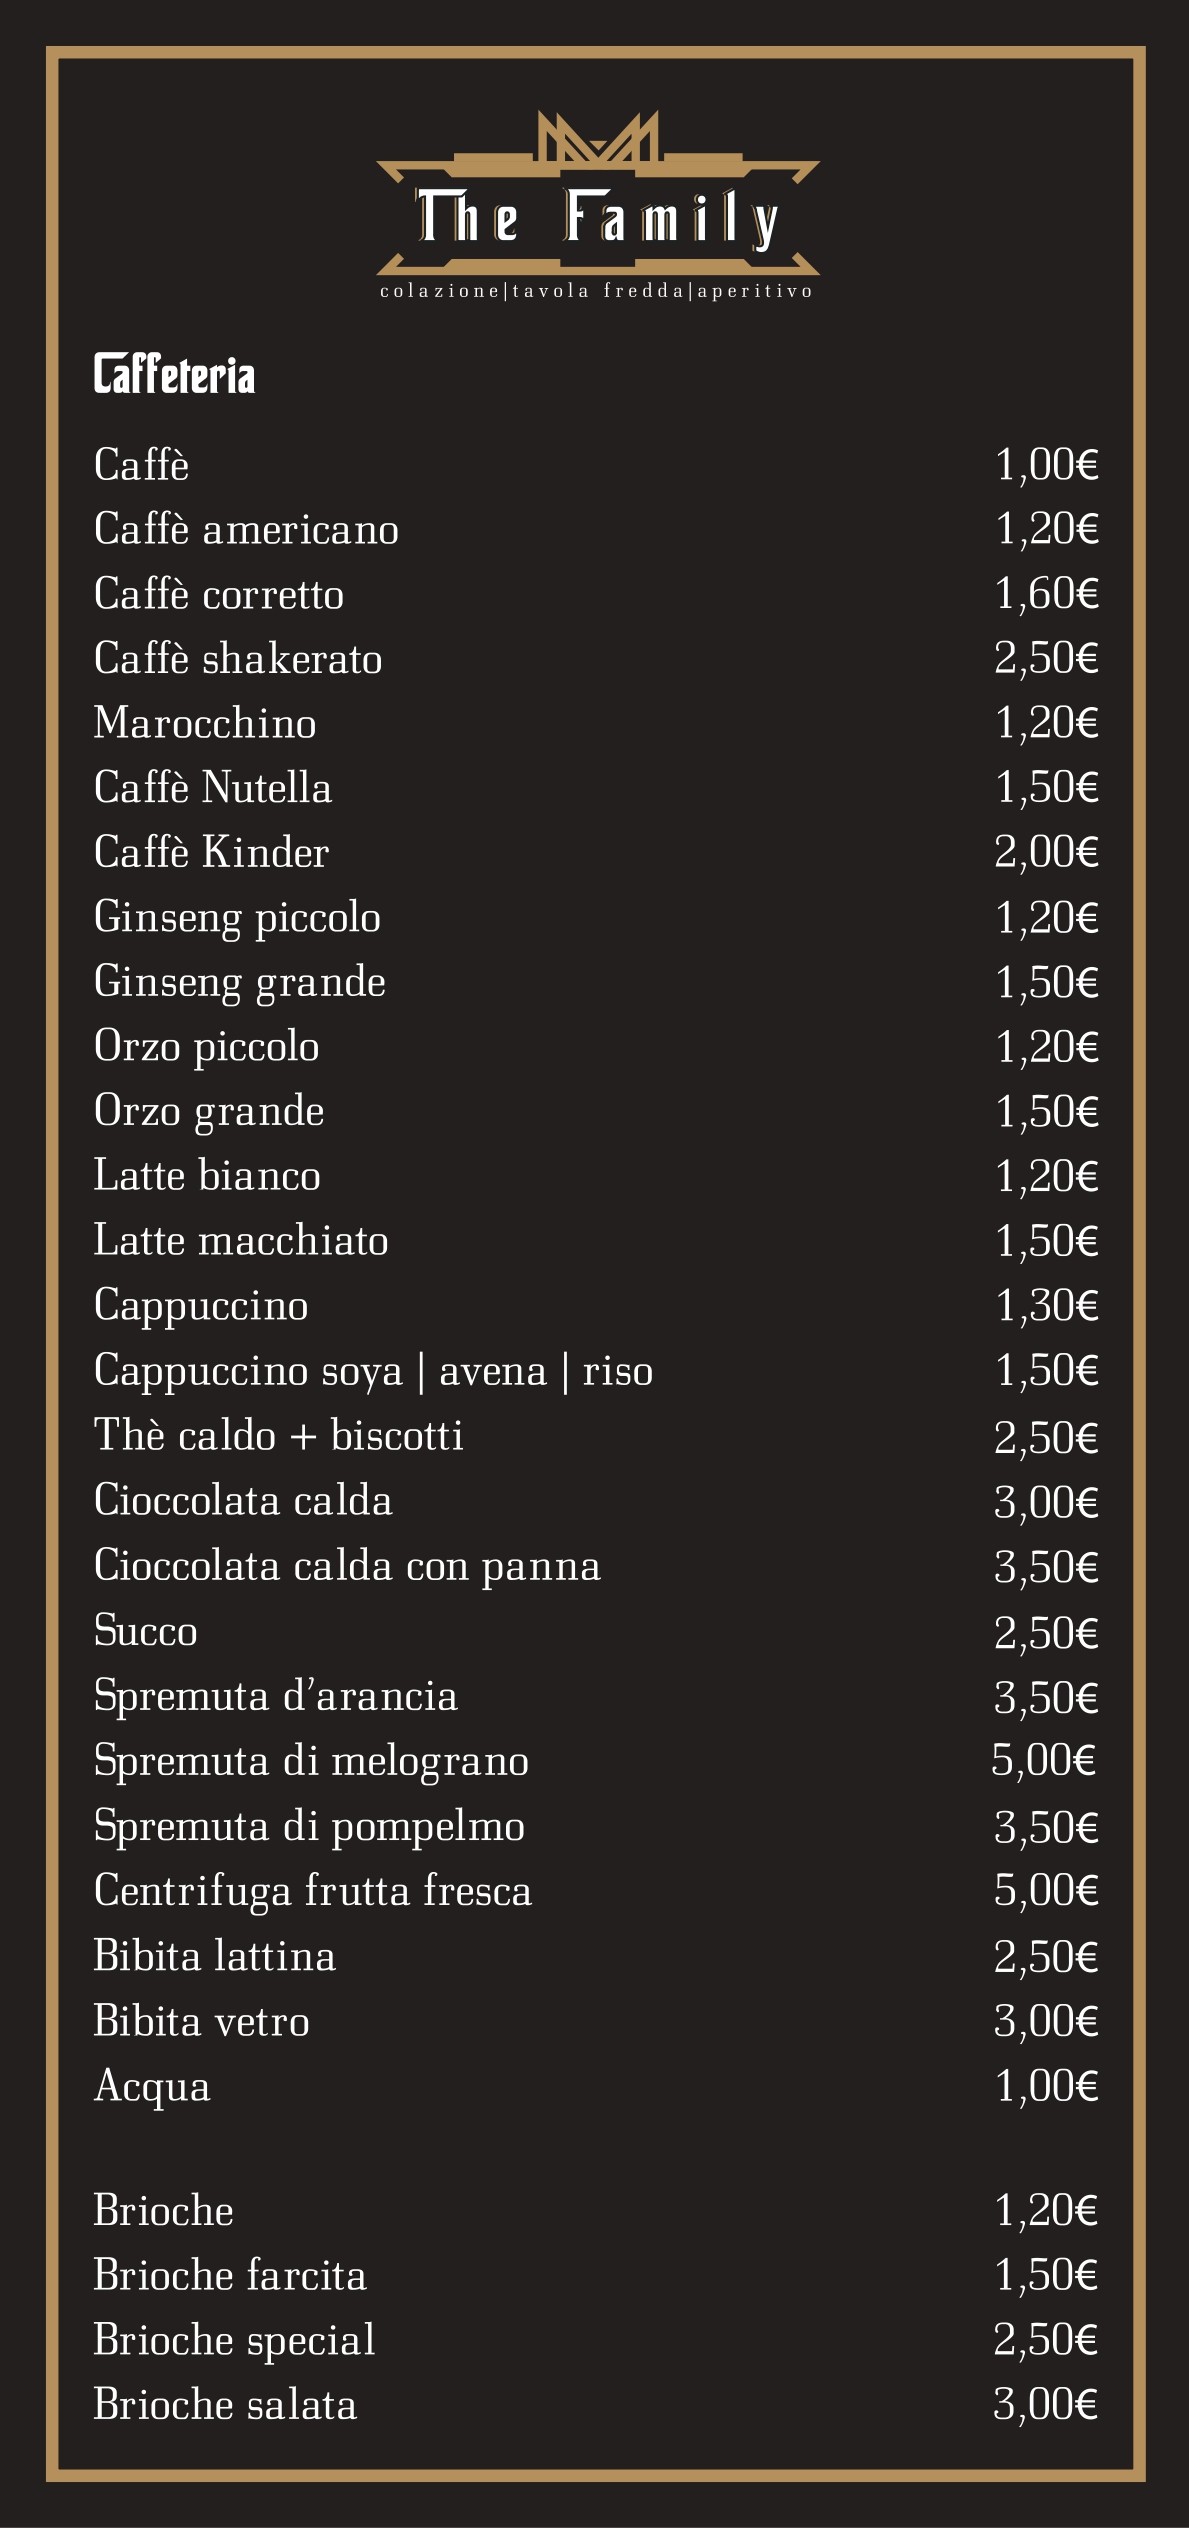 The Family
colazione|tavola fredda|aperitivo
Caffeteria
Caffè 1,00€
Caffè americano 1,20€
Caffè corretto 1,60€
Caffè shakerato 2,50€
Marocchino 1,20€
Caffè Nutella 1,50€
Caffè Kinder 2,00€
Ginseng piccolo 1,20€
Ginseng grande 1,50€
Orzo piccolo 1,20€
Orzo grande 1,50€
Latte bianco 1,20€
Latte macchiato 1,50€
Cappuccino 1,30€
Cappuccino soya | avena | riso 1,50€
Thè caldo + biscotti 2,50€
Cioccolata calda 3,00€
Cioccolata calda con panna 3,50€
Succo 2,50€
Spremuta d’arancia 3,50€
Spremuta di melograno 5,00€
Spremuta di pompelmo 3,50€
Centrifuga frutta fresca 5,00€
Bibita lattina 2,50€
Bibita vetro 3,00€
Acqua 1,00€
Brioche 1,20€
Brioche farcita 1,50€
Brioche special 2,50€
Brioche salata 3,00€